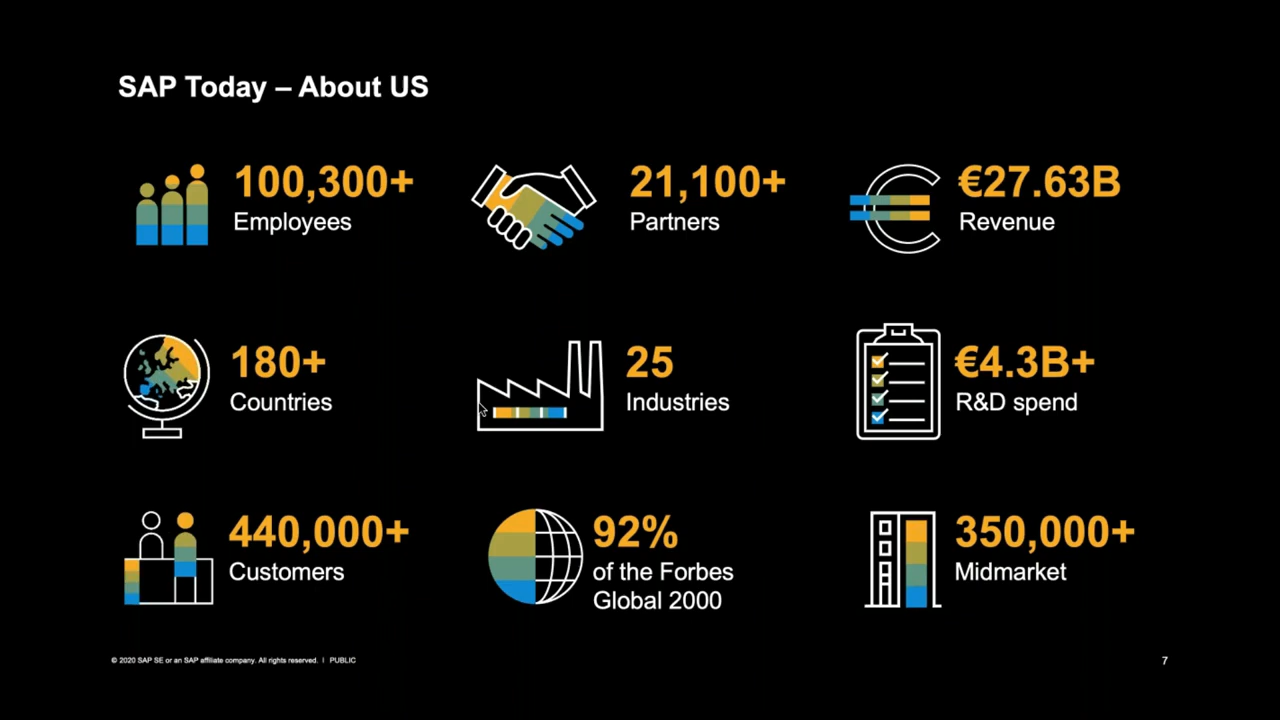 SAP Today – About US
100,300+
Employees
21,100+
Partners
€27.63B
Revenue
180+
Countries
25
Industries
€4.3B+
R&D spend
440,000+
Customers
92%
of the Forbes
Global 2000
350,000+
Midmarket
© 2020 SAP SE or an SAP affiliate company. All rights reserved. I PUBLIC
7